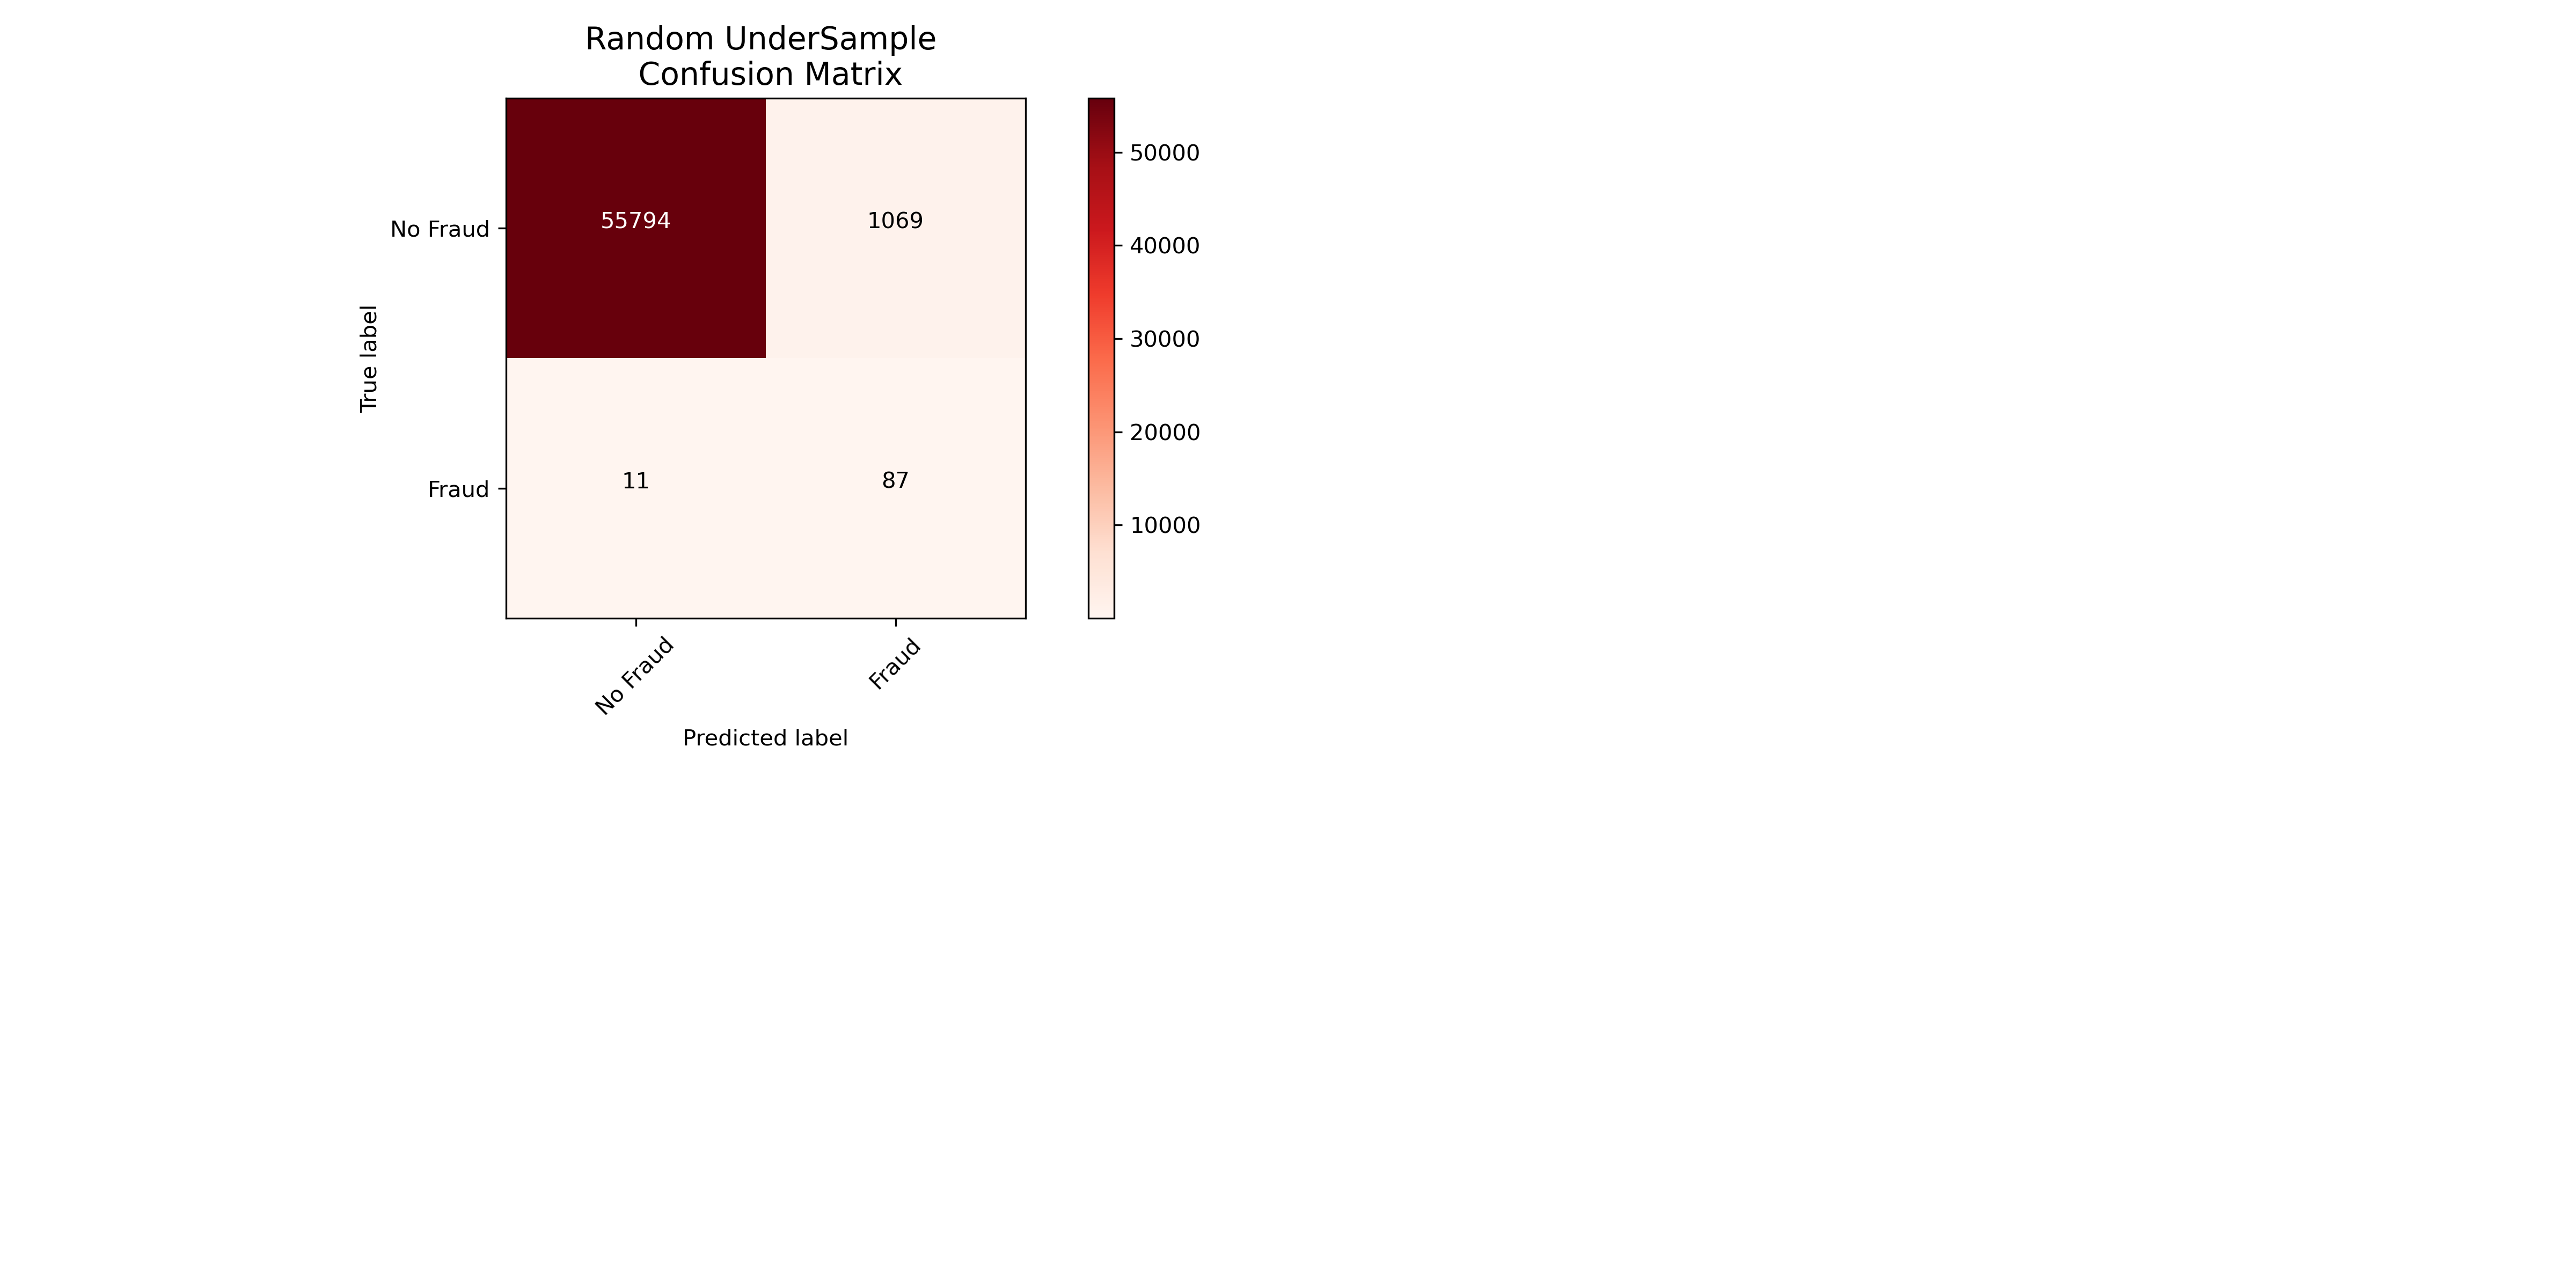 Random UnderSample
Confusion Matrix
55794
1069
11
87
No Fraud
Fraud
True label
No Fraud
Fraud
Predicted label
50000
40000
30000
20000
10000